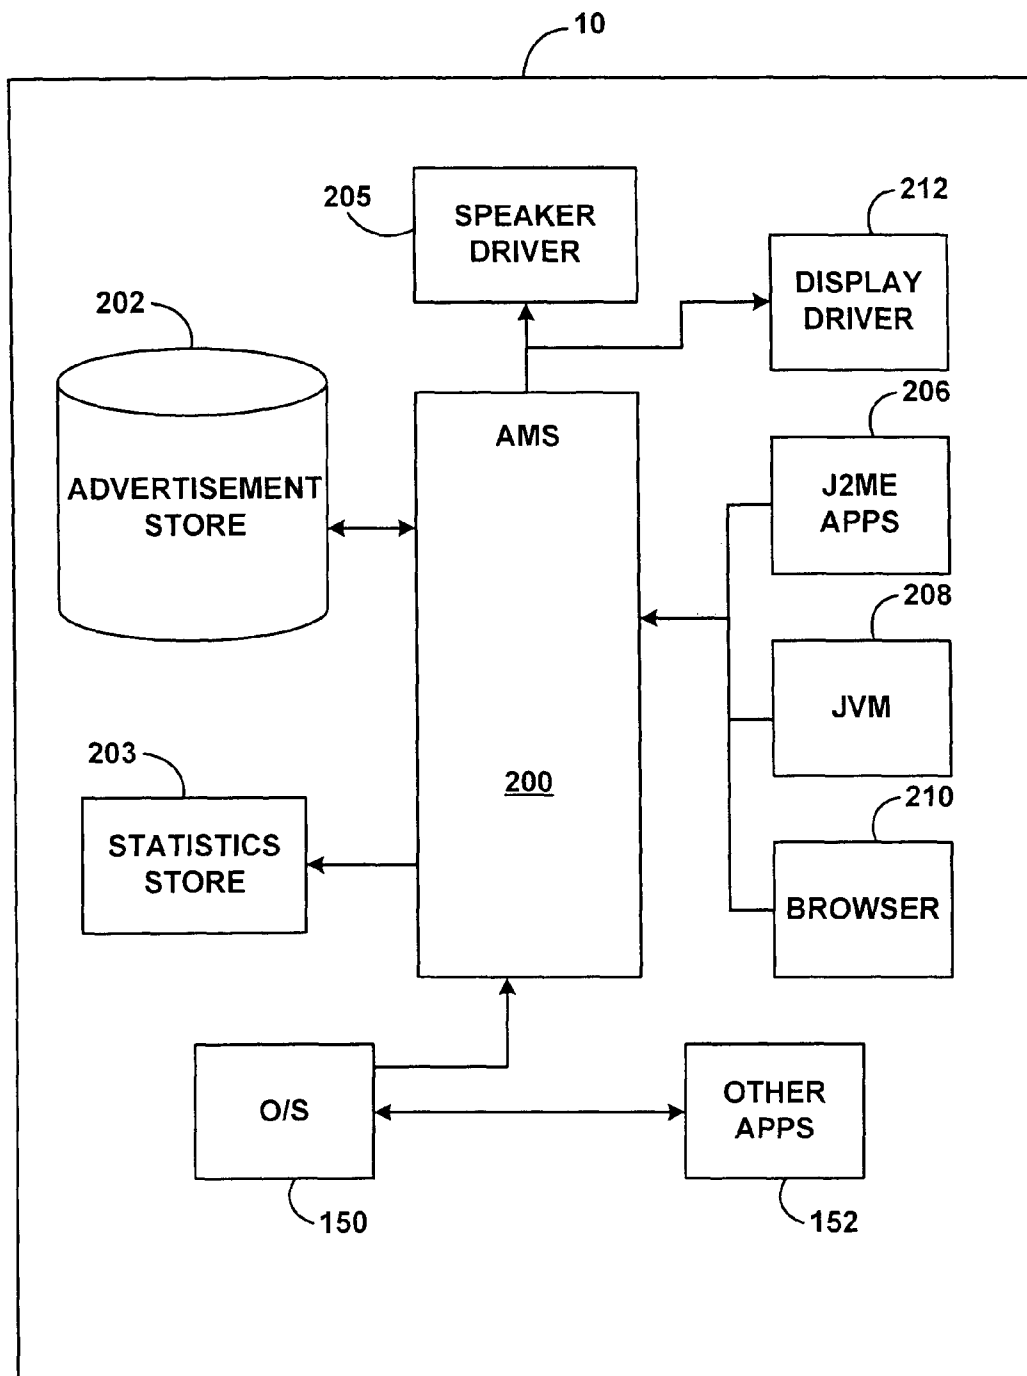 10
205
SPEAKER
DRIVER
212
DISPLAY
DRIVER
202
ADVERTISEMENT
STORE
AMS
200
206
J2ME
APPS
208
JVM
203
STATISTICS
STORE
210
BROWSER
O/S
150
OTHER
APPS
152